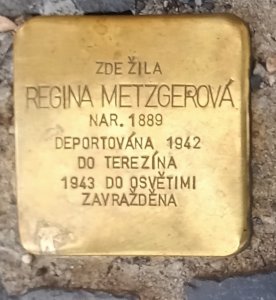 ZDE ŽILA
REGINA METZGEROVÁ
NAR. 1889
DEPORTOVÁNA 1942
DO TEREZÍNA
1943 DO OSVĚTIMI
ZAVRAŽDĚNA